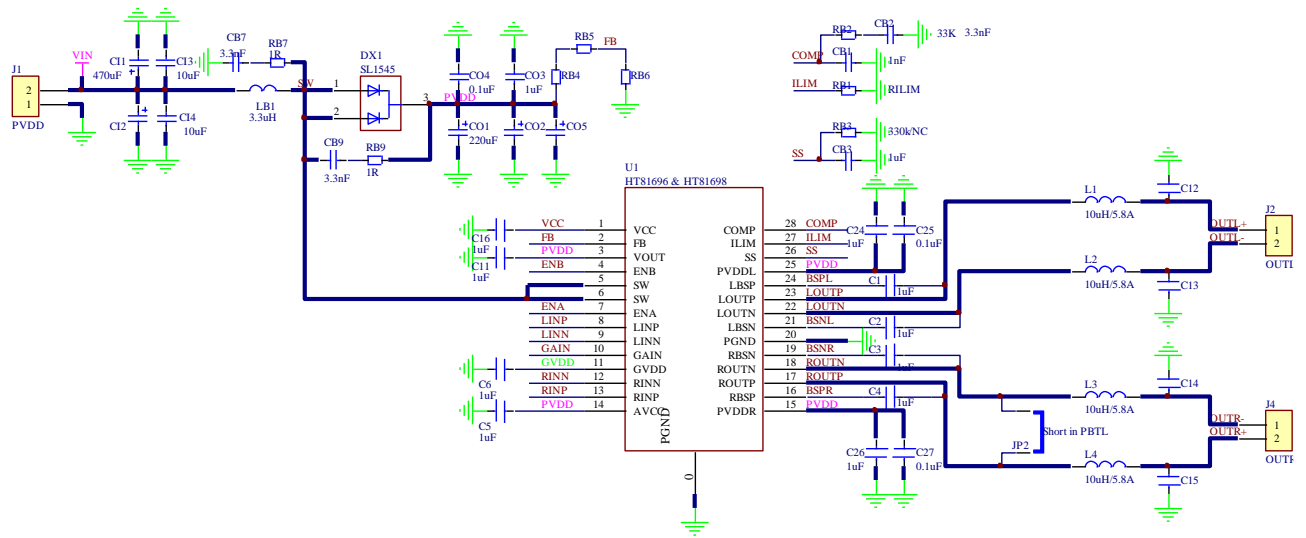 J1
2
1
PVDD
VIN
CI1
470uF
+
CI3
10uF
CI2
+
CI4
10uF
CB7
3.3nF
RB7
1R
LB1
3.3uH
SW
DX1
SL1545
1
2
3
CB9
3.3nF
RB9
1R
PVDD
CO4
0.1uF
CO3
1uF
CO1
220uF
+
CO2
+
CO5
+
RB5
FB
RB4
RB6
RB2
CB2
33K 3.3nF
COMP
CB1
1nF
ILIM
RB1
RILIM
RB3
330k/NC
SS
CB3
1uF
U1
HT81696 & HT81698
VCC 1 VCC
FB 2 FB
PVDD 3 VOUT
ENB 4 ENB
5 SW
6 SW
ENA 7 ENA
LINP 8 LINP
LINN 9 LINN
GAIN 10 GAIN
GVDD 11 GVDD
RINN 12 RINN
RINP 13 RINP
PVDD 14 AVCC
C16
1uF
C11
1uF
C6
1uF
C5
1uF
PGND
0
COMP 28 COMP
ILIM 27 ILIM
SS 26 SS
PVDDL 25 PVDD
LBSP 24 BSPL
LOUTP 23 LOUTP
LOUTN 22 LOUTN
LBSN 21 BSNL
PGND 20
RBSN 19 BSNR
ROUTN 18 ROUTN
ROUTP 17 ROUTP
RBSP 16 BSPR
PVDDR 15 PVDD
C24
1uF
C25
0.1uF
C1
1uF
C2
1uF
C3
1uF
C4
1uF
C26
1uF
C27
0.1uF
L1
10uH/5.8A
C12
L2
10uH/5.8A
C13
OUTL+
OUTL-
J2
1
2
L3
10uH/5.8A
C14
Short in PBTL
JP2
L4
10uH/5.8A
C15
OUTR-
OUTR+
J4
1
2